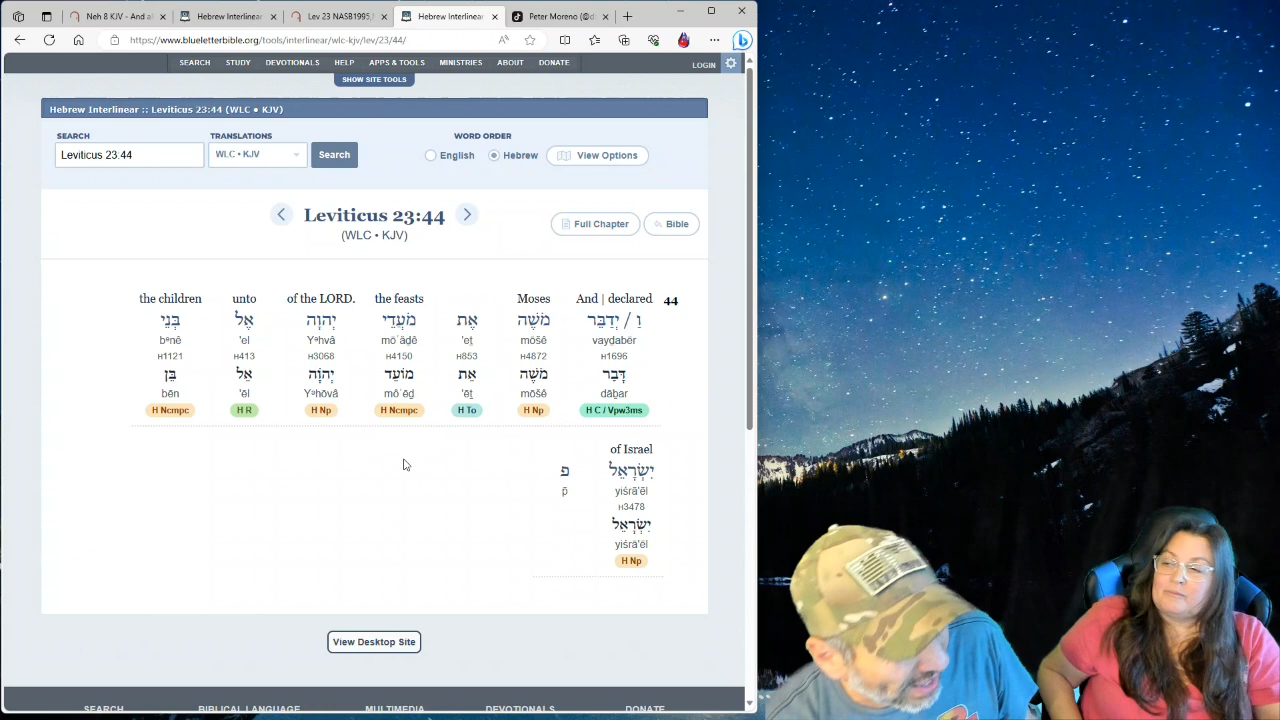 Neh 8 KJV - And a
Hebrew Interlinear
Lev 23 NASB1995,
Hebrew Interlinear
Peter Moreno (@d
https://www.blueletterbible.org/tools/interlinear/wlc-kjv/lev/23/44/
SEARCH STUDY DEVOTIONALS HELP APPS & TOOLS MINISTRIES ABOUT DONATE LOGIN
SHOW SITE TOOLS
Hebrew Interlinear :: Leviticus 23:44 (WLC • KJV)
SEARCH TRANSLATIONS WORD ORDER
Leviticus 23:44 WLC • KJV Search English Hebrew View Options
Leviticus 23:44
(WLC • KJV)
Full Chapter Bible
the children unto of the LORD. the feasts Moses And | declared 44
וַ / יְדַבֵּר מֹשֶׁה אֶת מֹעֲדֵי יְהוָה אֶל בְּנֵי
bᵊnê 'el Yᵊhvâ mô`ăḏê 'eṯ mōšê vayḏabēr
H1121 H413 H3068 H4150 H853 H4872 H1696
דָּבַר מֹשֶׁה אֵת מוֹעֵד יְהֹוָה אֵל בֵּן
bēn 'ēl Yᵊhōvâ mô`ēḏ 'ēṯ mōšê dāḇar
H Ncmpc H R H Np H Ncmpc H To H Np H C / Vpw3ms
of Israel
יִשְׂרָאֵל פ
p̄ yiśrā'ēl
H3478
יִשְׂרָאֵל
yiśrā'ēl
H Np
View Desktop Site
SEARCH BIBLICAL LANGUAGE MULTIMEDIA DEVOTIONALS DONATE